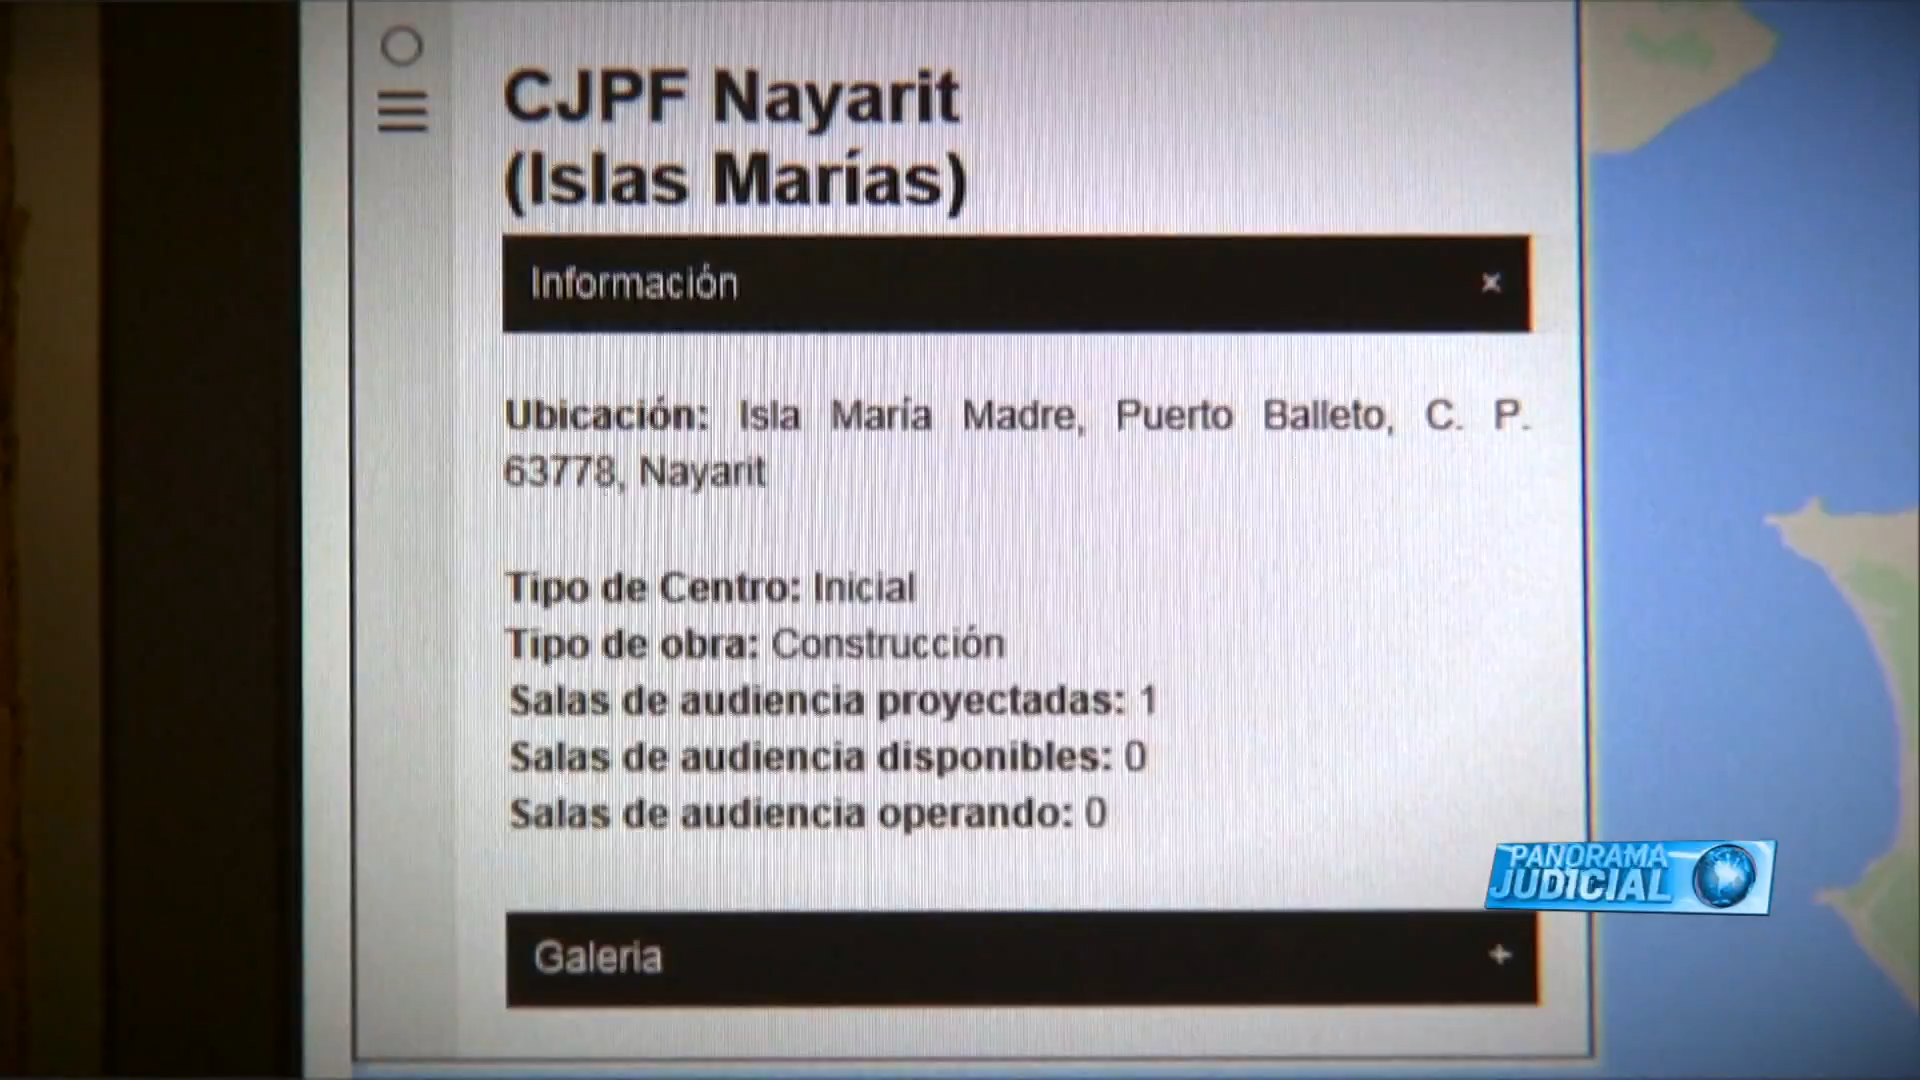 CJPF Nayarit
(Islas Marías)
Información
Ubicación: Isla María Madre, Puerto Balleto, C. P.
63778, Nayarit
Tipo de Centro: Inicial
Tipo de obra: Construcción
Salas de audiencia proyectadas: 1
Salas de audiencia disponibles: 0
Salas de audiencia operando: 0
PANORAMA
JUDICIAL
Galeria